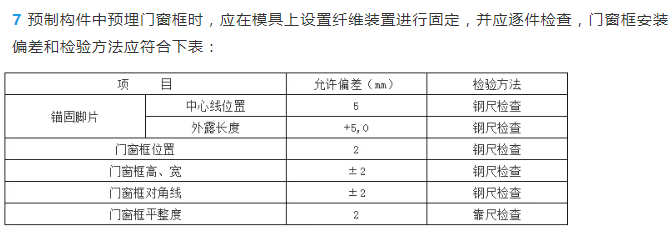 7 预制构件中预埋门窗框时，应在模具上设置纤维装置进行固定，并应逐件检查，门窗框安装
偏差和检验方法应符合下表：
项 目 允许偏差（mm） 检验方法
锚固脚片 中心线位置 5 钢尺检查
外露长度 +5,0 钢尺检查
门窗框位置 2 钢尺检查
门窗框高、宽 ±2 钢尺检查
门窗框对角线 ±2 钢尺检查
门窗框平整度 2 靠尺检查